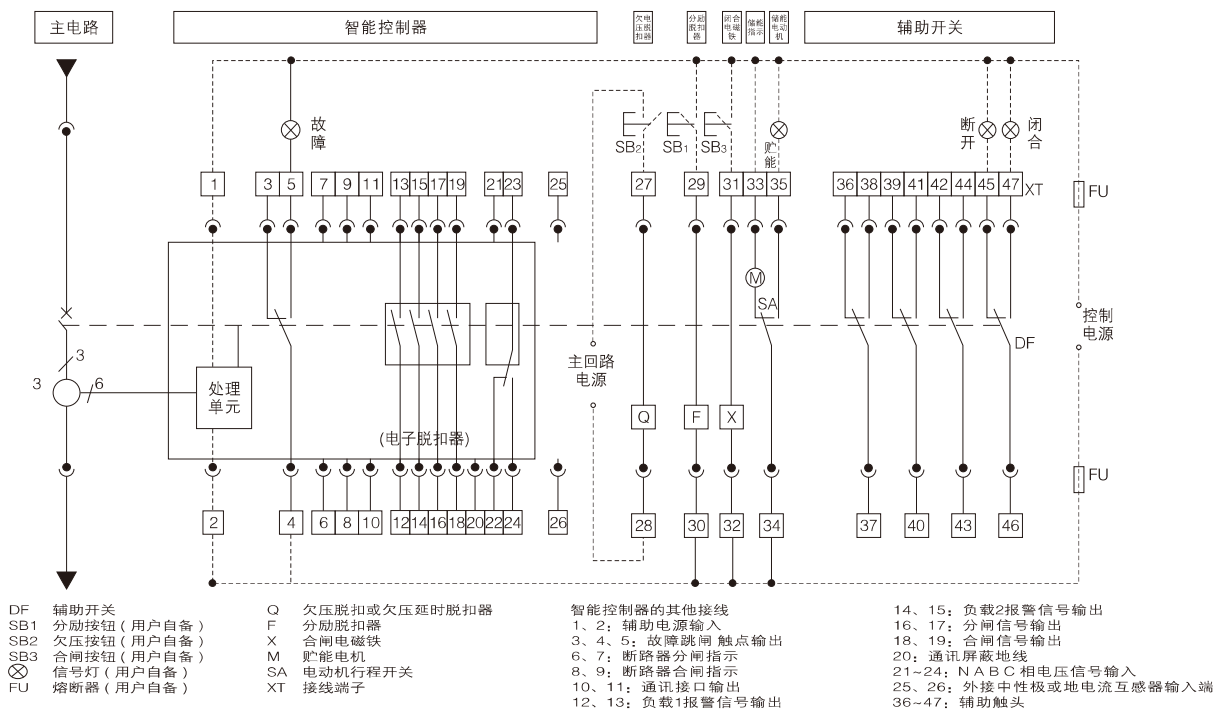 主电路
智能控制器
欠电压脱扣器
分励脱扣器
闭合电磁铁
储能指示
储能电动机
辅助开关
故障
SB2
SB1
SB3
贮能
断开
闭合
1 3 5 7 9 11 13 15 17 19 21 23 25 27 29 31 33 35 36 38 39 41 42 44 45 47 XT
FU
M
SA
DF
控制电源
主回路电源
3
3
6
处理单元
(电子脱扣器)
Q F X
FU
2 4 6 8 10 12 14 16 18 20 22 24 26 28 30 32 34 37 40 43 46
DF 辅助开关
SB1 分励按钮(用户自备)
SB2 欠压按钮(用户自备)
SB3 合闸按钮(用户自备)
信号灯(用户自备)
FU 熔断器(用户自备)
Q 欠压脱扣或欠压延时脱扣器
F 分励脱扣器
X 合闸电磁铁
M 贮能电机
SA 电动机行程开关
XT 接线端子
智能控制器的其他接线
1、2：辅助电源输入
3、4、5：故障跳闸 触点输出
6、7：断路器分闸指示
8、9：断路器合闸指示
10、11：通讯接口输出
12、13：负载1报警信号输出
14、15：负载2报警信号输出
16、17：分闸信号输出
18、19：合闸信号输出
20：通讯屏蔽地线
21~24：N A B C 相电压信号输入
25、26：外接中性极或地电流互感器输入端
36~47：辅助触头